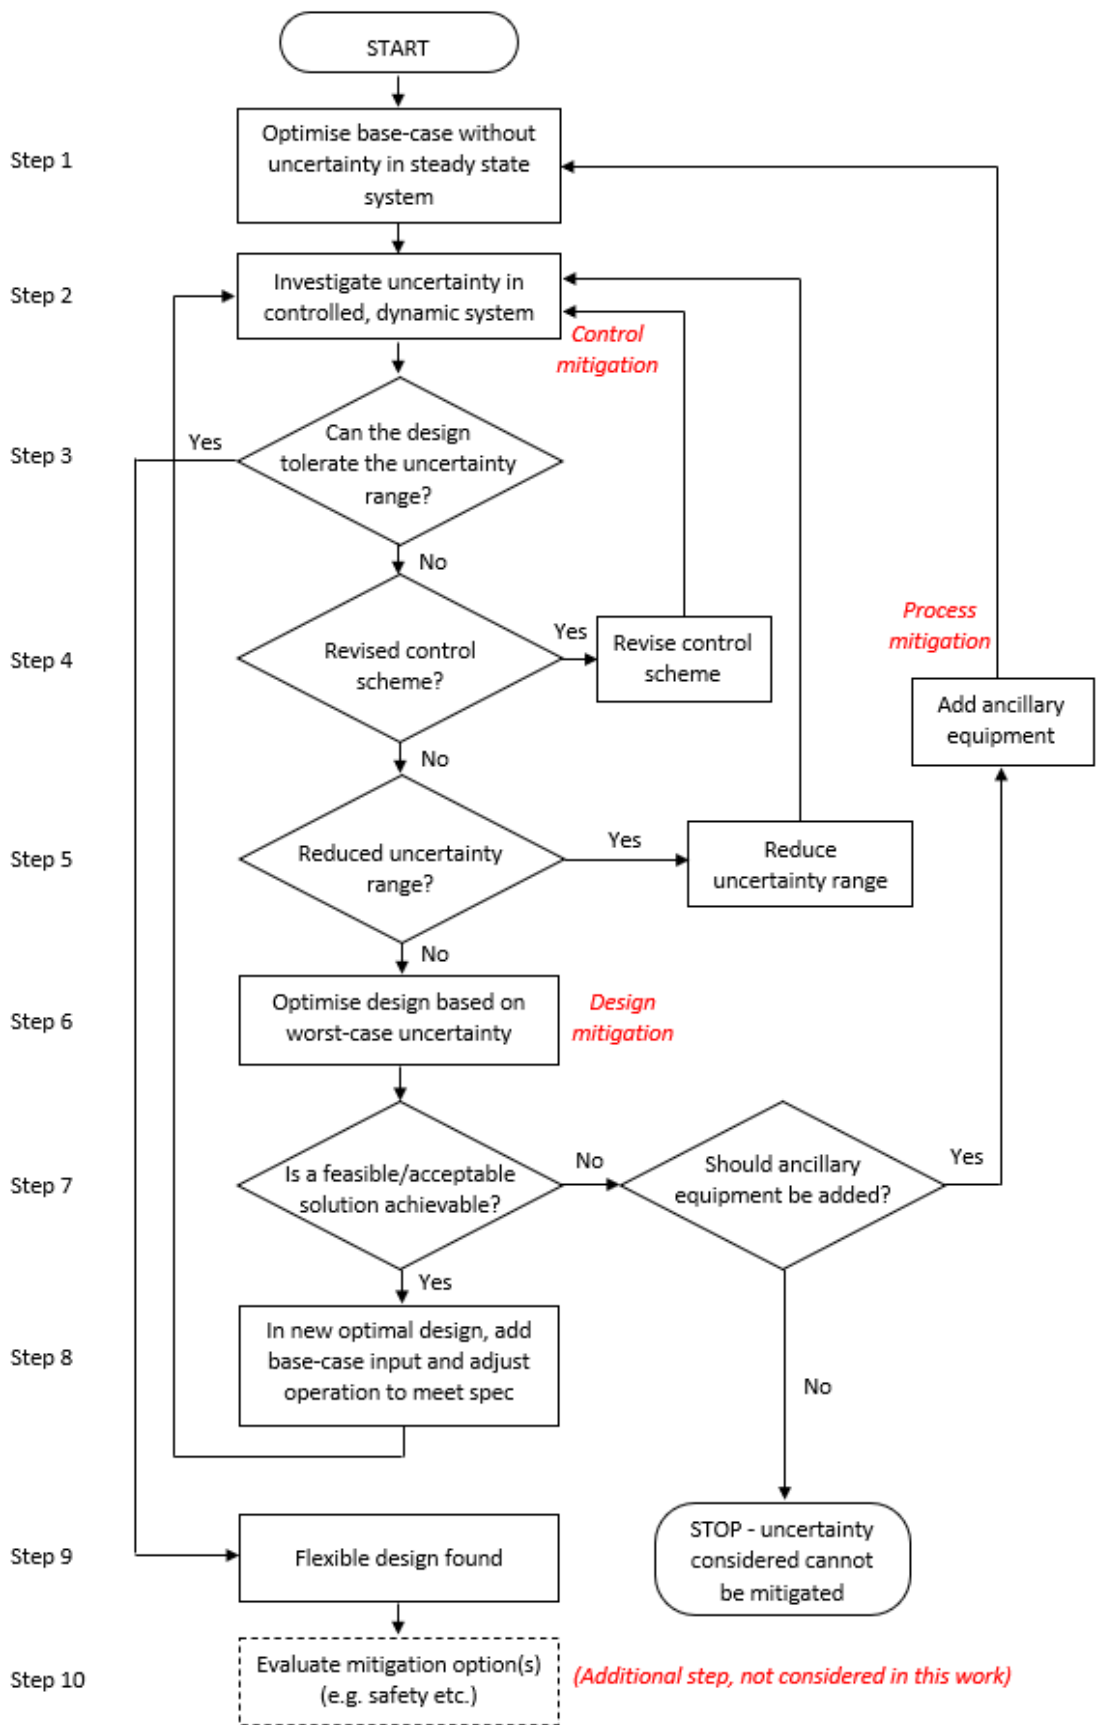 START
Step 1
Optimise base-case without
uncertainty in steady state
system
Step 2
Investigate uncertainty in
controlled, dynamic system
Control
mitigation
Step 3
Yes
Can the design
tolerate the uncertainty
range?
No
Step 4
Revised control
scheme?
Yes
Revise control
scheme
Process
mitigation
Add ancillary
equipment
No
Step 5
Reduced uncertainty
range?
Yes
Reduce
uncertainty range
No
Step 6
Optimise design based on
worst-case uncertainty
Design
mitigation
Step 7
Is a feasible/acceptable
solution achievable?
No
Should ancillary
equipment be added?
Yes
Yes
Step 8
In new optimal design, add
base-case input and adjust
operation to meet spec
No
Step 9
Flexible design found
STOP - uncertainty
considered cannot
be mitigated
Step 10
Evaluate mitigation option(s)
(e.g. safety etc.)
(Additional step, not considered in this work)